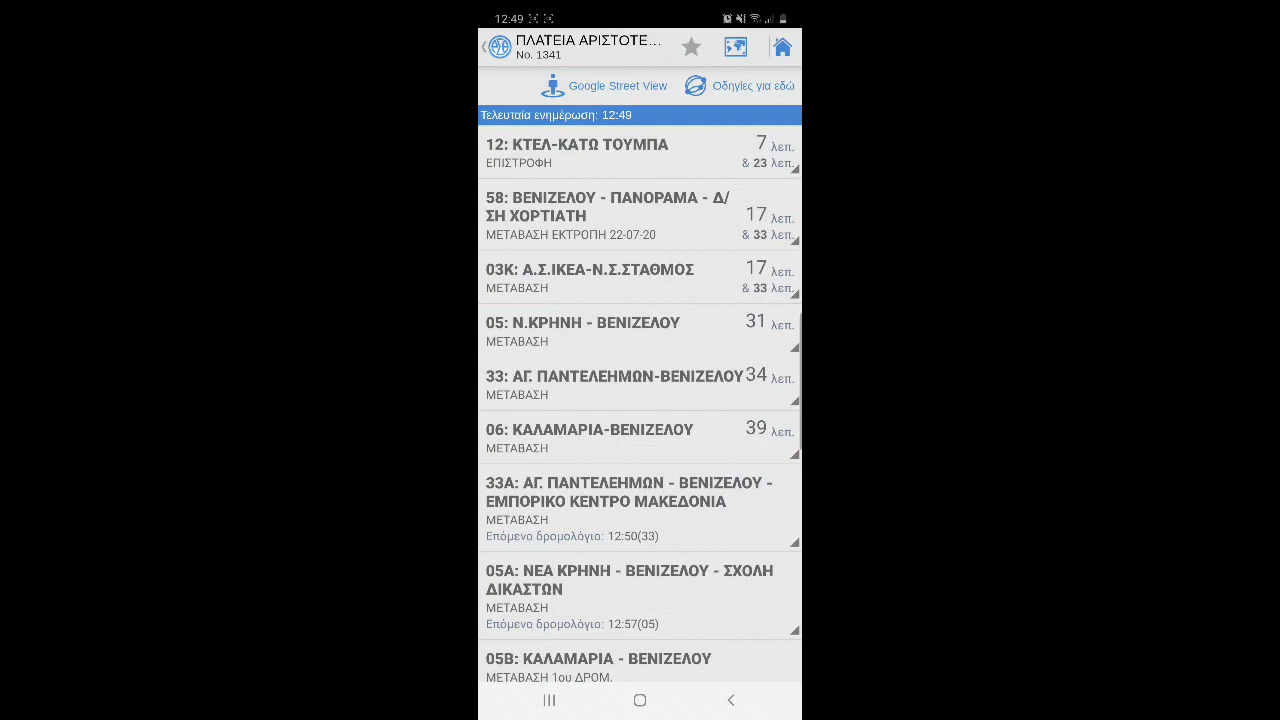 12:49
ΠΛΑΤΕΙΑ ΑΡΙΣΤΟΤΕ...
No. 1341
Google Street View
Οδηγίες για εδώ
Τελευταία ενημέρωση: 12:49
12: ΚΤΕΛ-ΚΑΤΩ ΤΟΥΜΠΑ
7 λεπ.
ΕΠΙΣΤΡΟΦΗ
& 23 λεπ.
58: ΒΕΝΙΖΕΛΟΥ - ΠΑΝΟΡΑΜΑ - Δ/
ΣΗ ΧΟΡΤΙΑΤΗ
17 λεπ.
ΜΕΤΑΒΑΣΗ ΕΚΤΡΟΠΗ 22-07-20
& 33 λεπ.
03Κ: Α.Σ.ΙΚΕΑ-Ν.Σ.ΣΤΑΘΜΟΣ
17 λεπ.
ΜΕΤΑΒΑΣΗ
& 33 λεπ.
05: Ν.ΚΡΗΝΗ - ΒΕΝΙΖΕΛΟΥ
31 λεπ.
ΜΕΤΑΒΑΣΗ
33: ΑΓ. ΠΑΝΤΕΛΕΗΜΩΝ-ΒΕΝΙΖΕΛΟΥ
34 λεπ.
ΜΕΤΑΒΑΣΗ
06: ΚΑΛΑΜΑΡΙΑ-ΒΕΝΙΖΕΛΟΥ
39 λεπ.
ΜΕΤΑΒΑΣΗ
33Α: ΑΓ. ΠΑΝΤΕΛΕΗΜΩΝ - ΒΕΝΙΖΕΛΟΥ -
ΕΜΠΟΡΙΚΟ ΚΕΝΤΡΟ ΜΑΚΕΔΟΝΙΑ
ΜΕΤΑΒΑΣΗ
Επόμενο δρομολόγιο: 12:50(33)
05Α: ΝΕΑ ΚΡΗΝΗ - ΒΕΝΙΖΕΛΟΥ - ΣΧΟΛΗ
ΔΙΚΑΣΤΩΝ
ΜΕΤΑΒΑΣΗ
Επόμενο δρομολόγιο: 12:57(05)
05Β: ΚΑΛΑΜΑΡΙΑ - ΒΕΝΙΖΕΛΟΥ
ΜΕΤΑΒΑΣΗ 1ου ΔΡΟΜ.